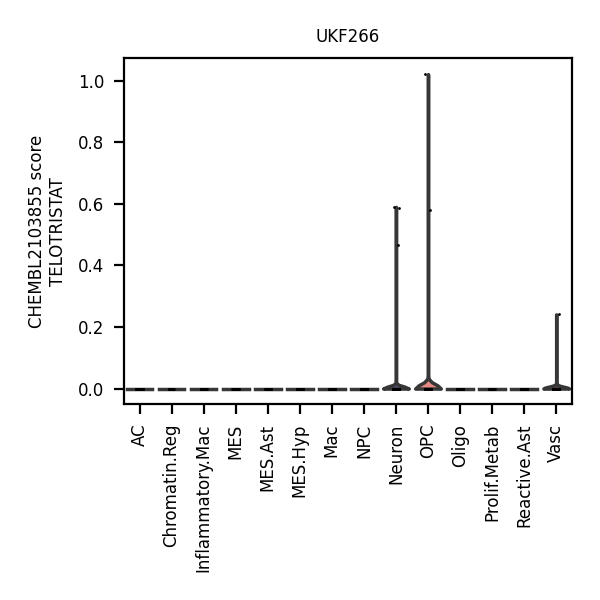 UKF266
CHEMBL2103855 score
TELOTRISTAT
1.0
0.8
0.6
0.4
0.2
0.0
AC
Chromatin.Reg
Inflammatory.Mac
MES
MES.Ast
MES.Hyp
Mac
NPC
Neuron
OPC
Oligo
Prolif.Metab
Reactive.Ast
Vasc